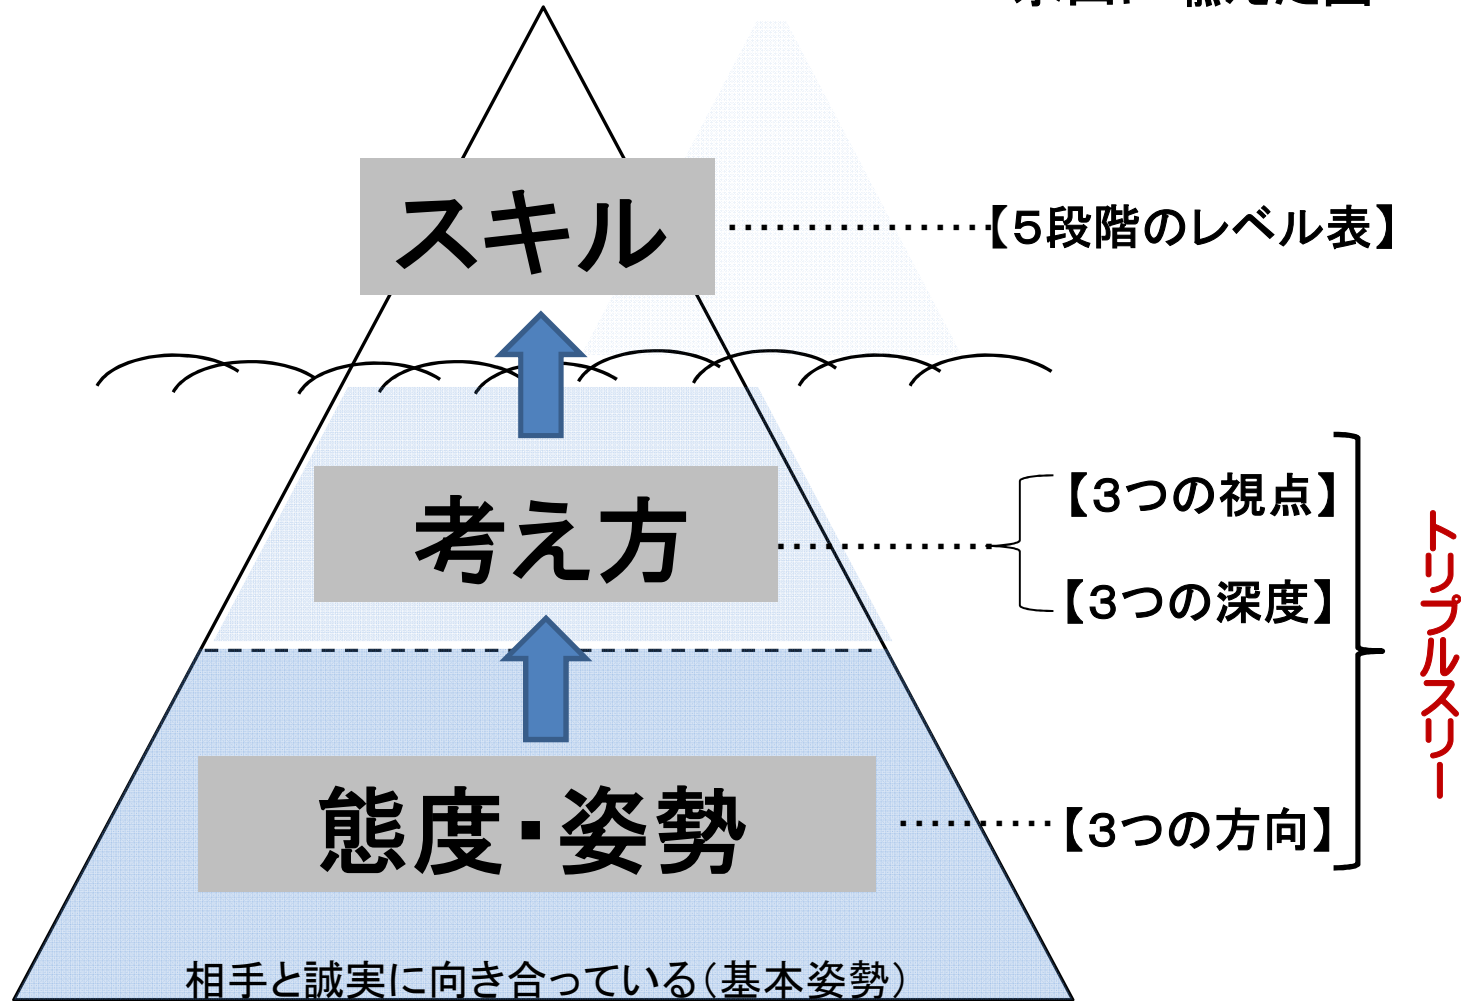 スキル
【５段階のレベル表】
考え方
【３つの視点】
【３つの深度】
トリプルスリー
態度・姿勢
【３つの方向】
相手と誠実に向き合っている（基本姿勢）